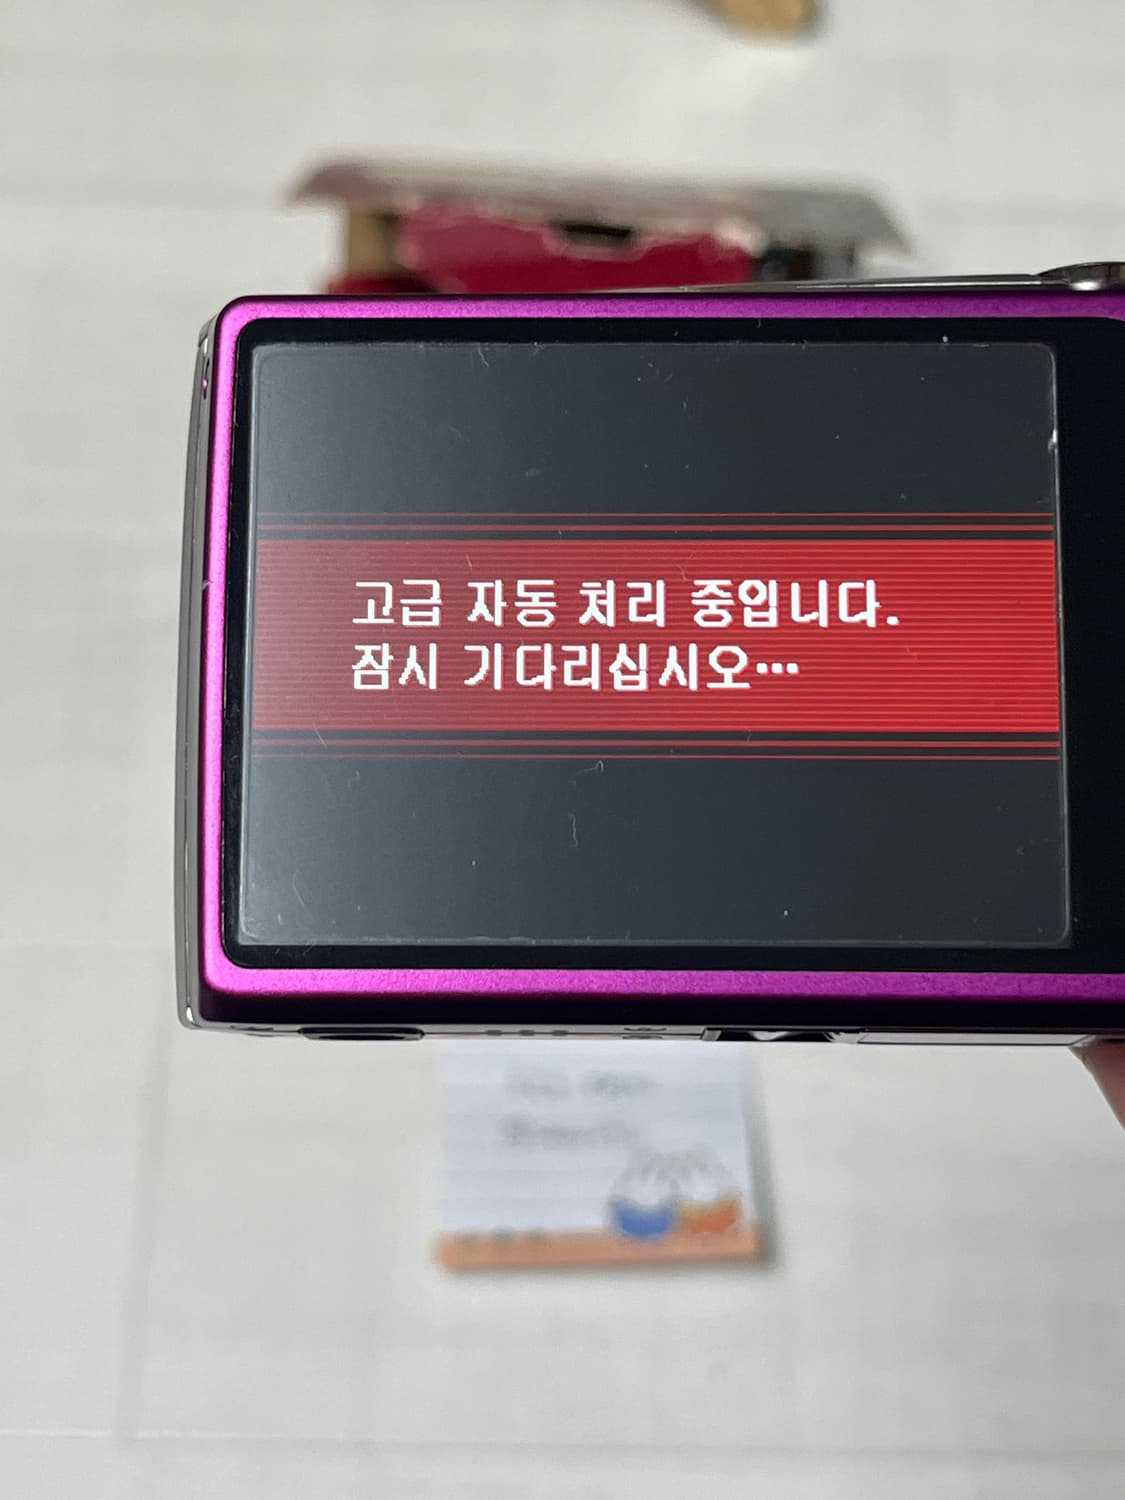 고급 자동 처리 중입니다.
잠시 기다리십시오…